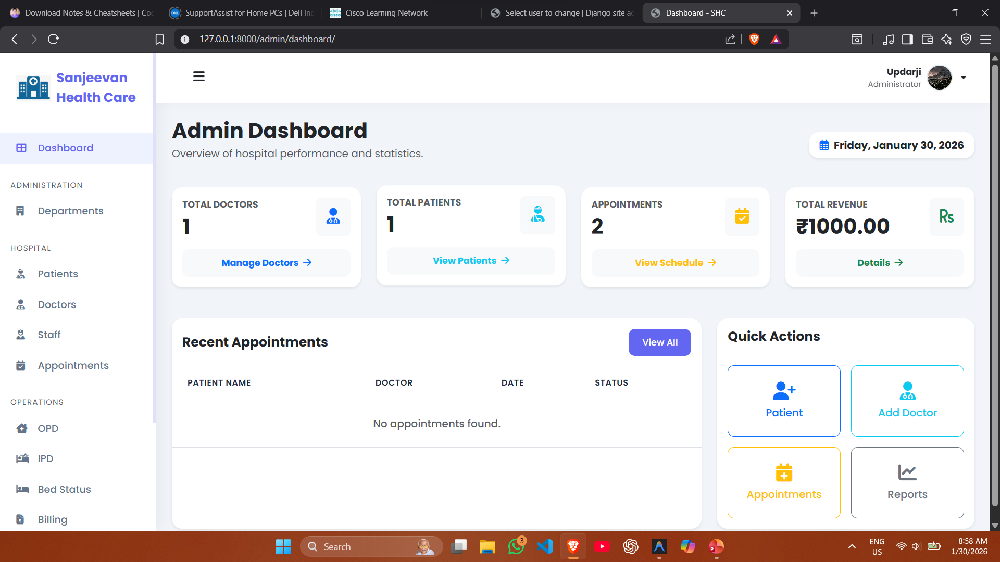 Download Notes & Cheatsheets | Co
SupportAssist for Home PCs | Dell In
Cisco Learning Network
Select user to change | Django site a
Dashboard - SHC
127.0.0.1:8000/admin/dashboard/
Sanjeevan
Health Care
Updarji
Administrator
Dashboard
ADMINISTRATION
Departments
HOSPITAL
Patients
Doctors
Staff
Appointments
OPERATIONS
OPD
IPD
Bed Status
Billing
Admin Dashboard
Overview of hospital performance and statistics.
Friday, January 30, 2026
TOTAL DOCTORS
1
Manage Doctors →
TOTAL PATIENTS
1
View Patients →
APPOINTMENTS
2
View Schedule →
TOTAL REVENUE
₹1000.00
Rs
Details →
Recent Appointments
View All
PATIENT NAME DOCTOR DATE STATUS
No appointments found.
Quick Actions
Patient
Add Doctor
Appointments
Reports
Search
3
ENG
US
8:58 AM
1/30/2026